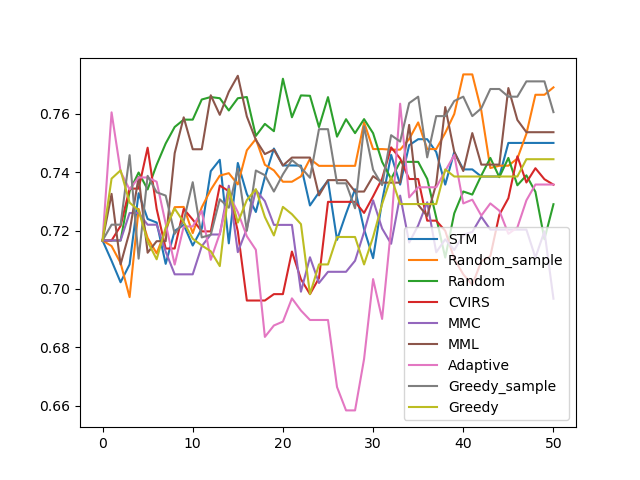 0.76
0.74
0.72
0.70
0.68
0.66
0
10
20
30
40
50
STM
Random_sample
Random
CVIRS
MMC
MML
Adaptive
Greedy_sample
Greedy